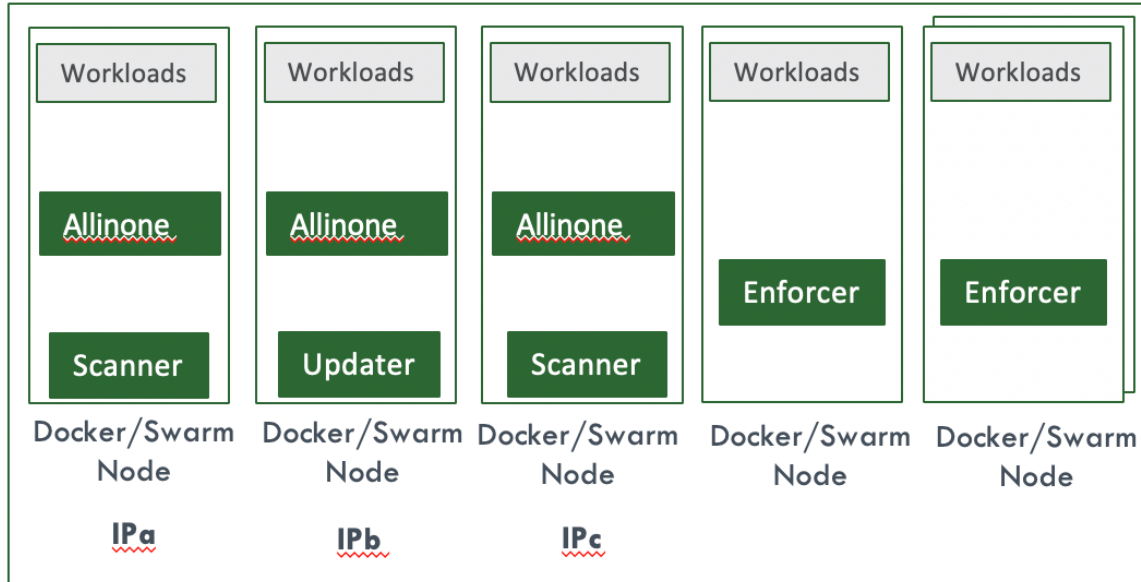 Workloads
Workloads
Workloads
Workloads
Workloads
Allinone
Allinone
Allinone
Enforcer
Enforcer
Scanner
Updater
Scanner
Docker/Swarm
Node
IPa
Docker/Swarm
Node
IPb
Docker/Swarm
Node
IPc
Docker/Swarm
Node
Docker/Swarm
Node